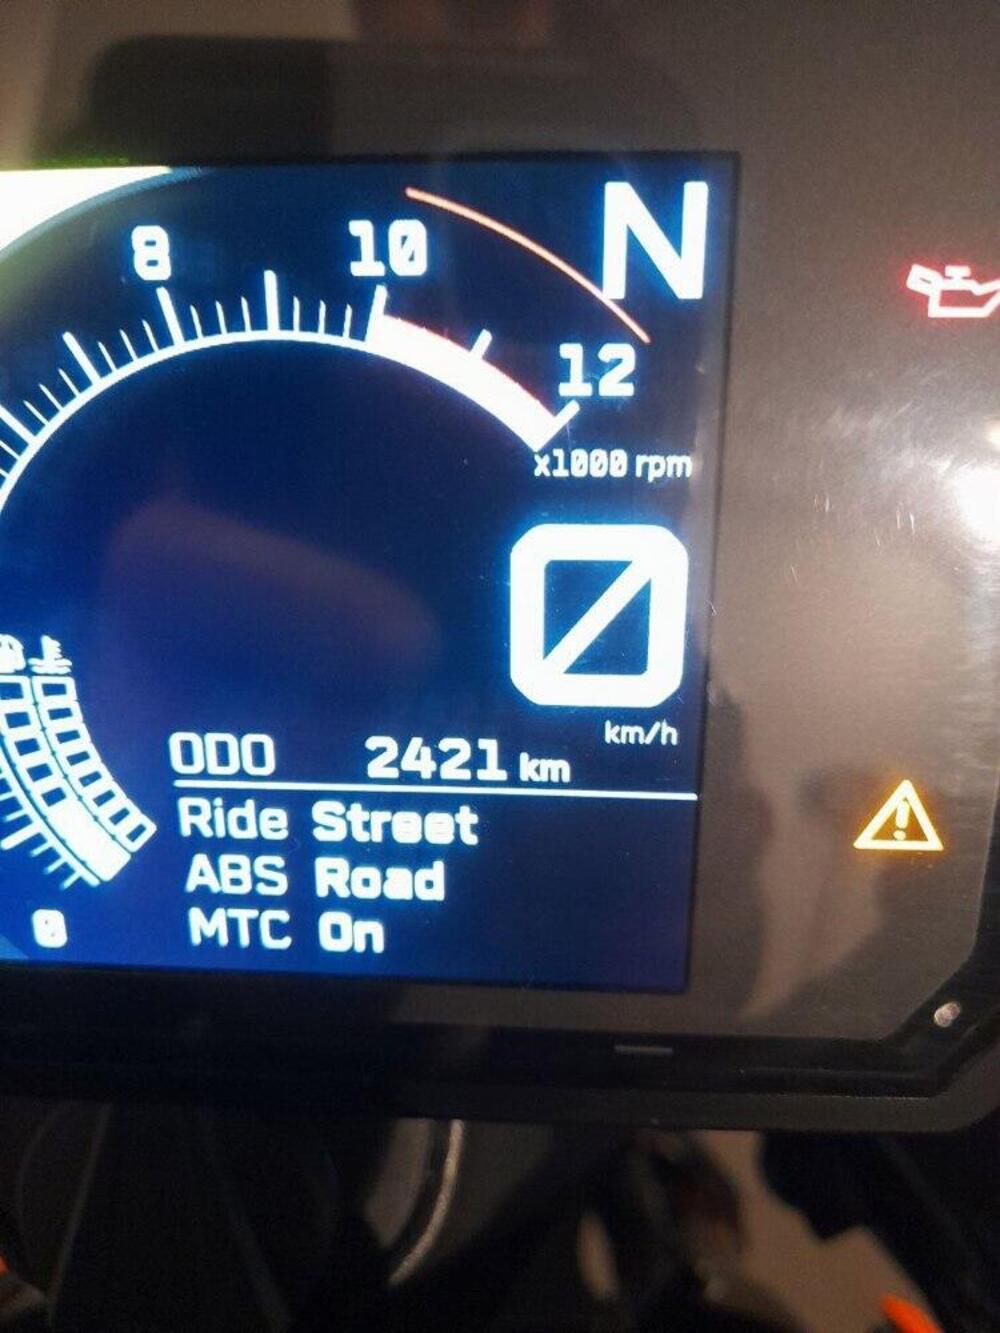 N
8
10
12
x1000 rpm
0
km/h
ODO 2421 km
Ride Street
ABS Road
MTC On
0